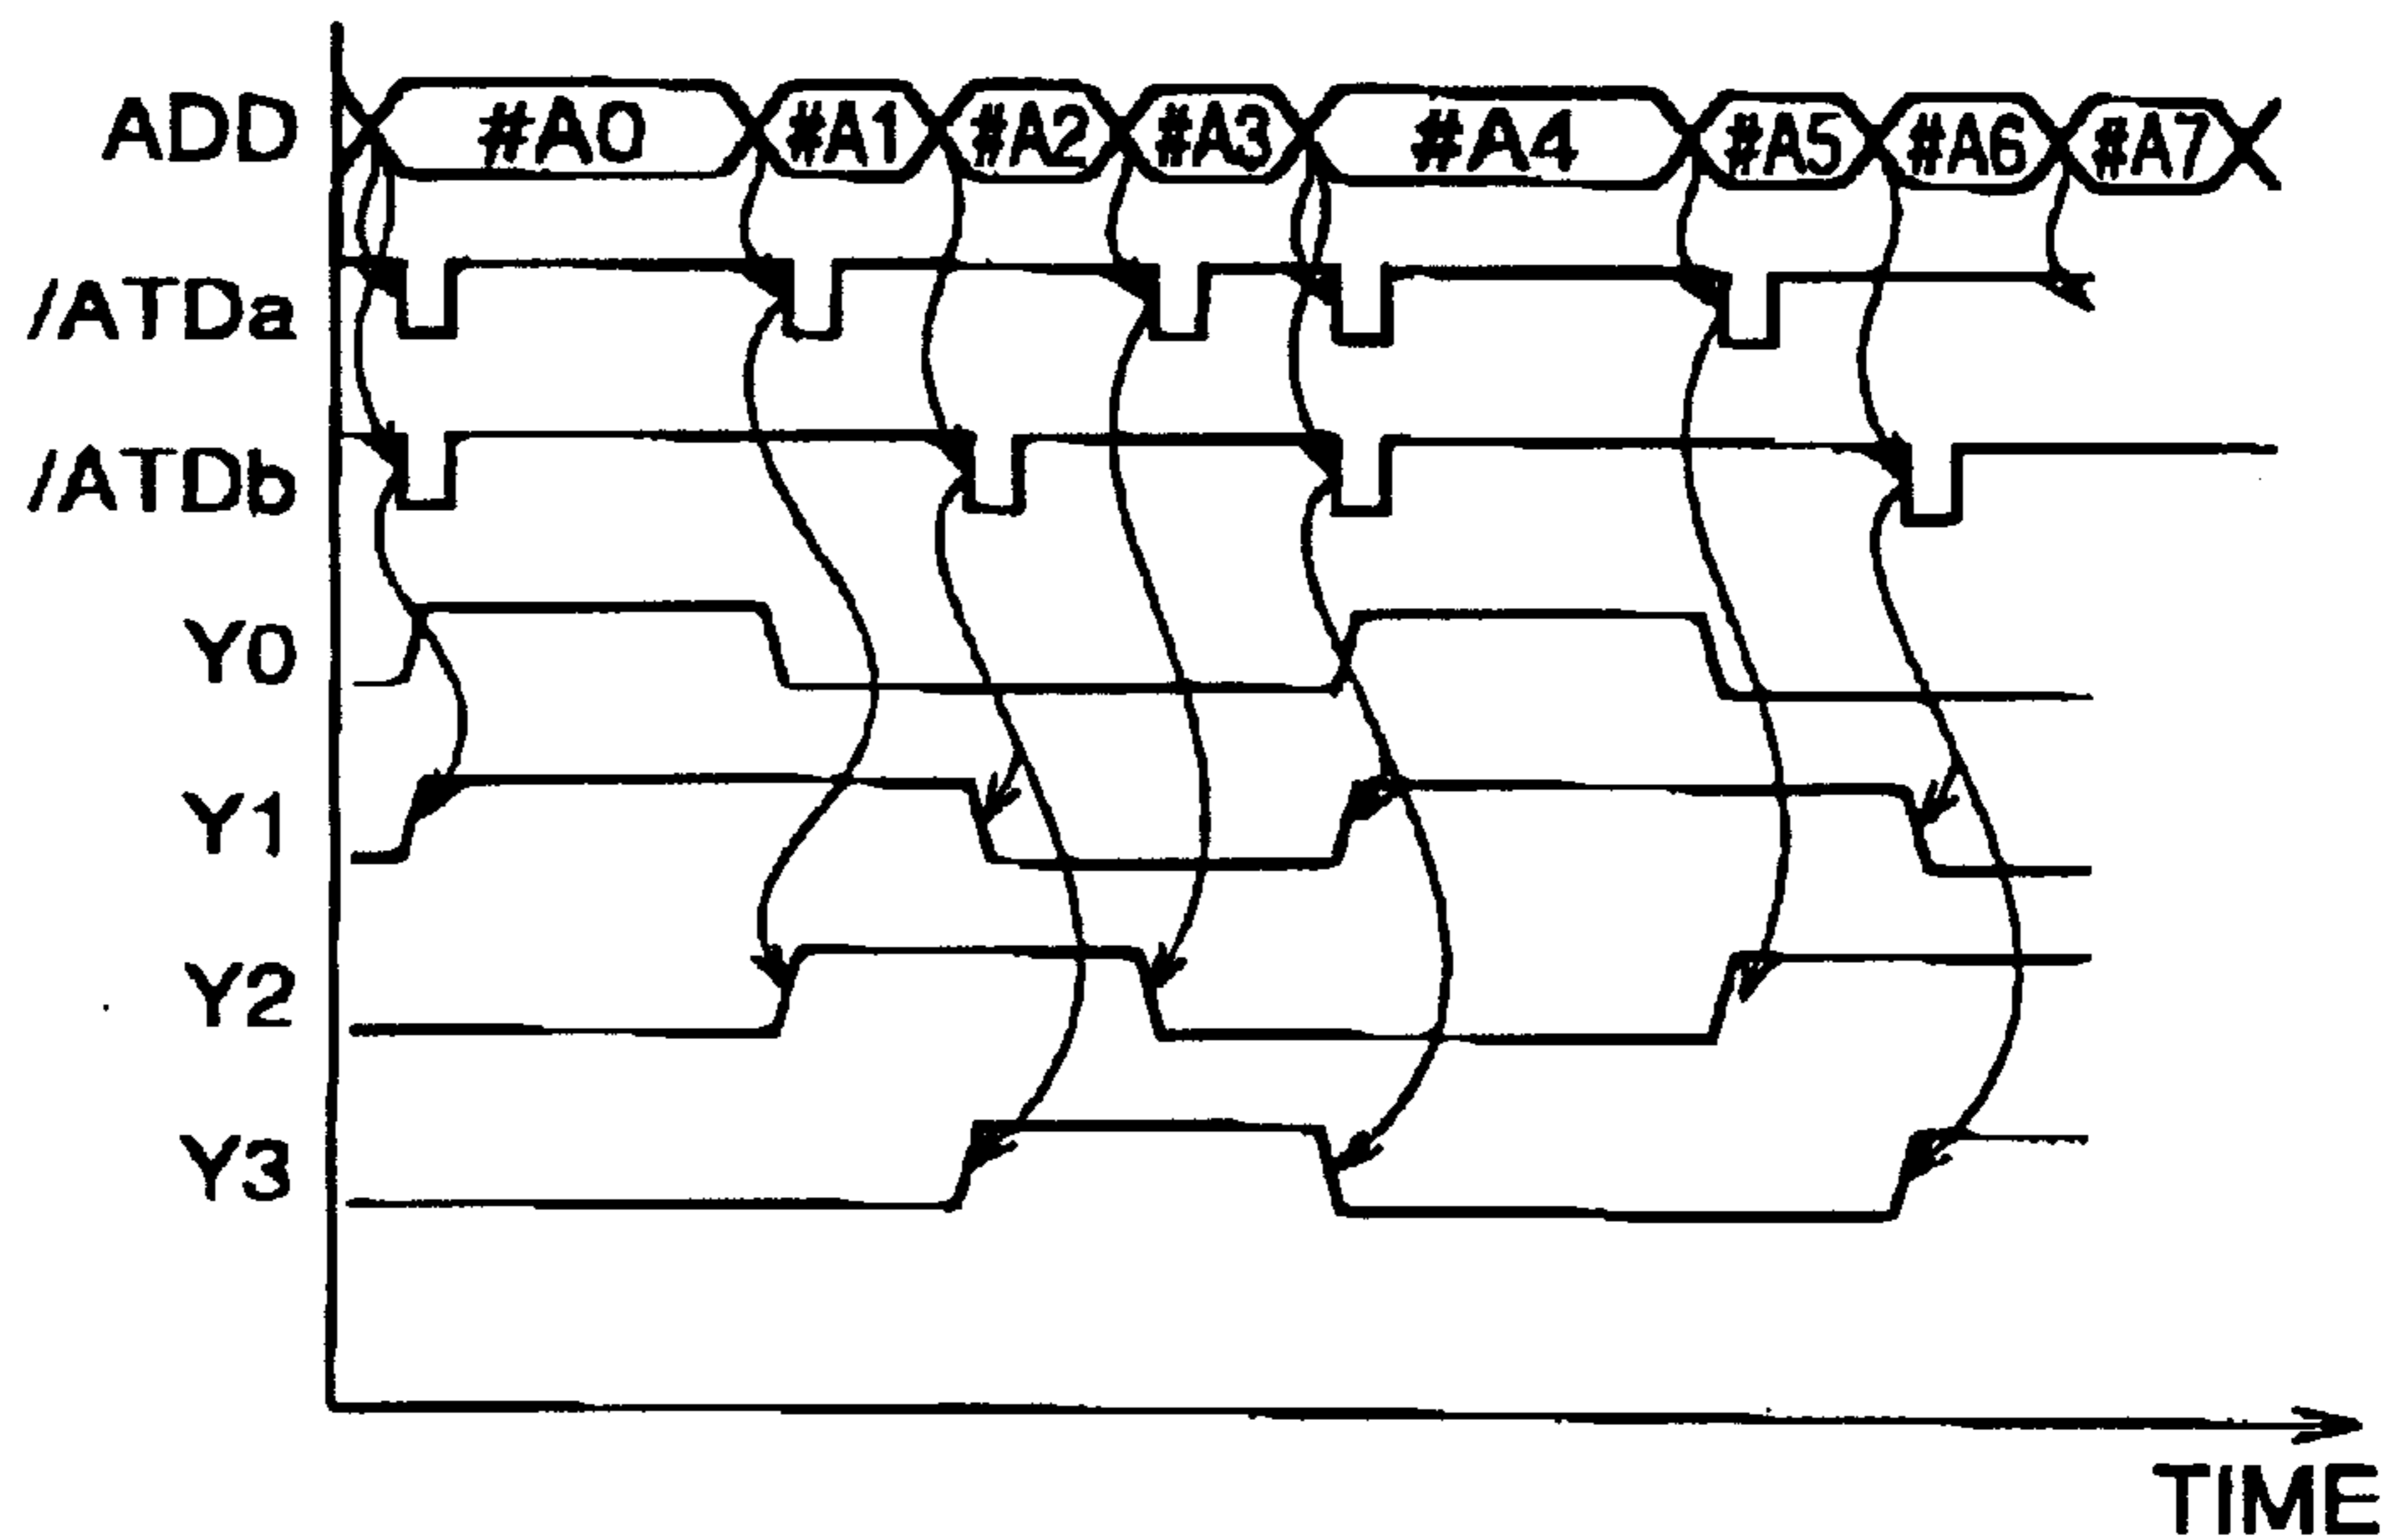 ADD #A0 #A1 #A2 #A3 #A4 #A5 #A6 #A7
/ATDa
/ATDb
Y0
Y1
Y2
Y3
TIME